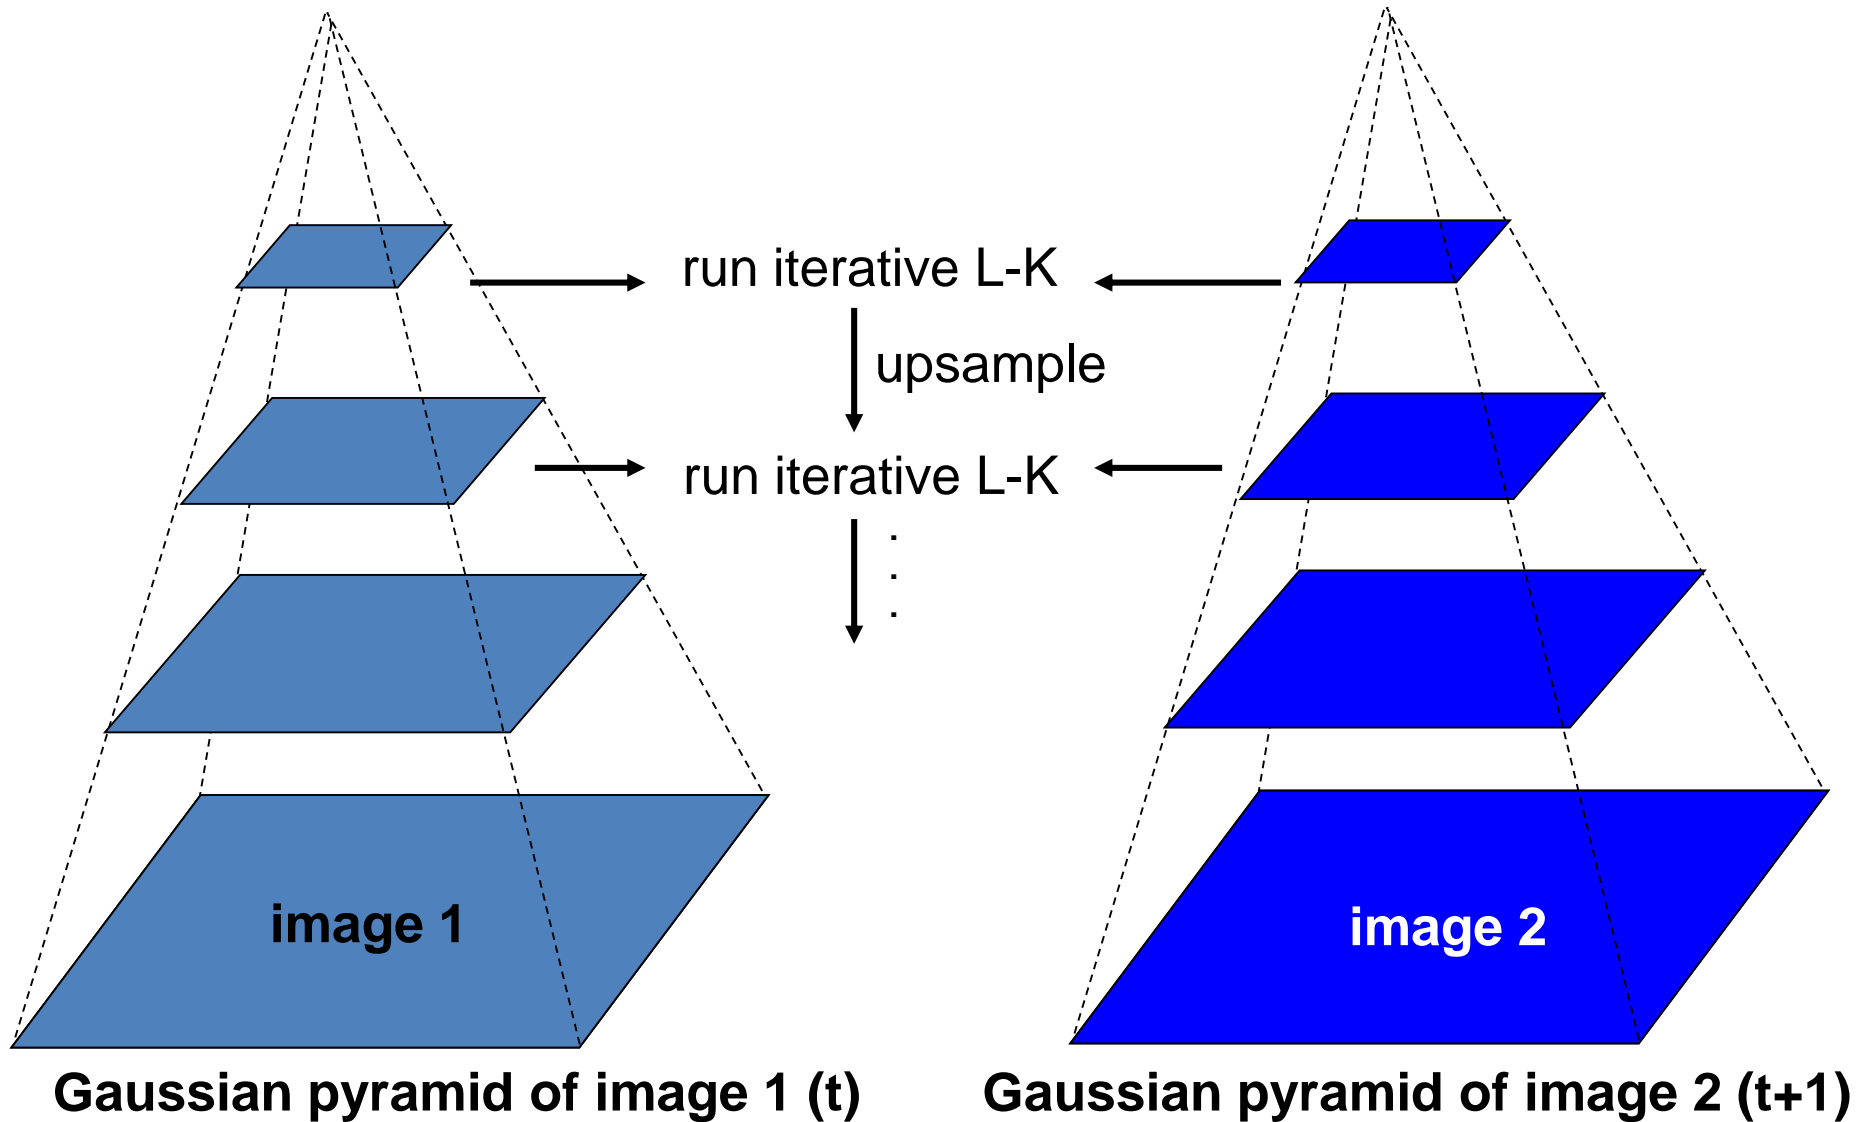 run iterative L-K
upsample
run iterative L-K
.
.
.
image 1
image 2
Gaussian pyramid of image 1 (t)
Gaussian pyramid of image 2 (t+1)